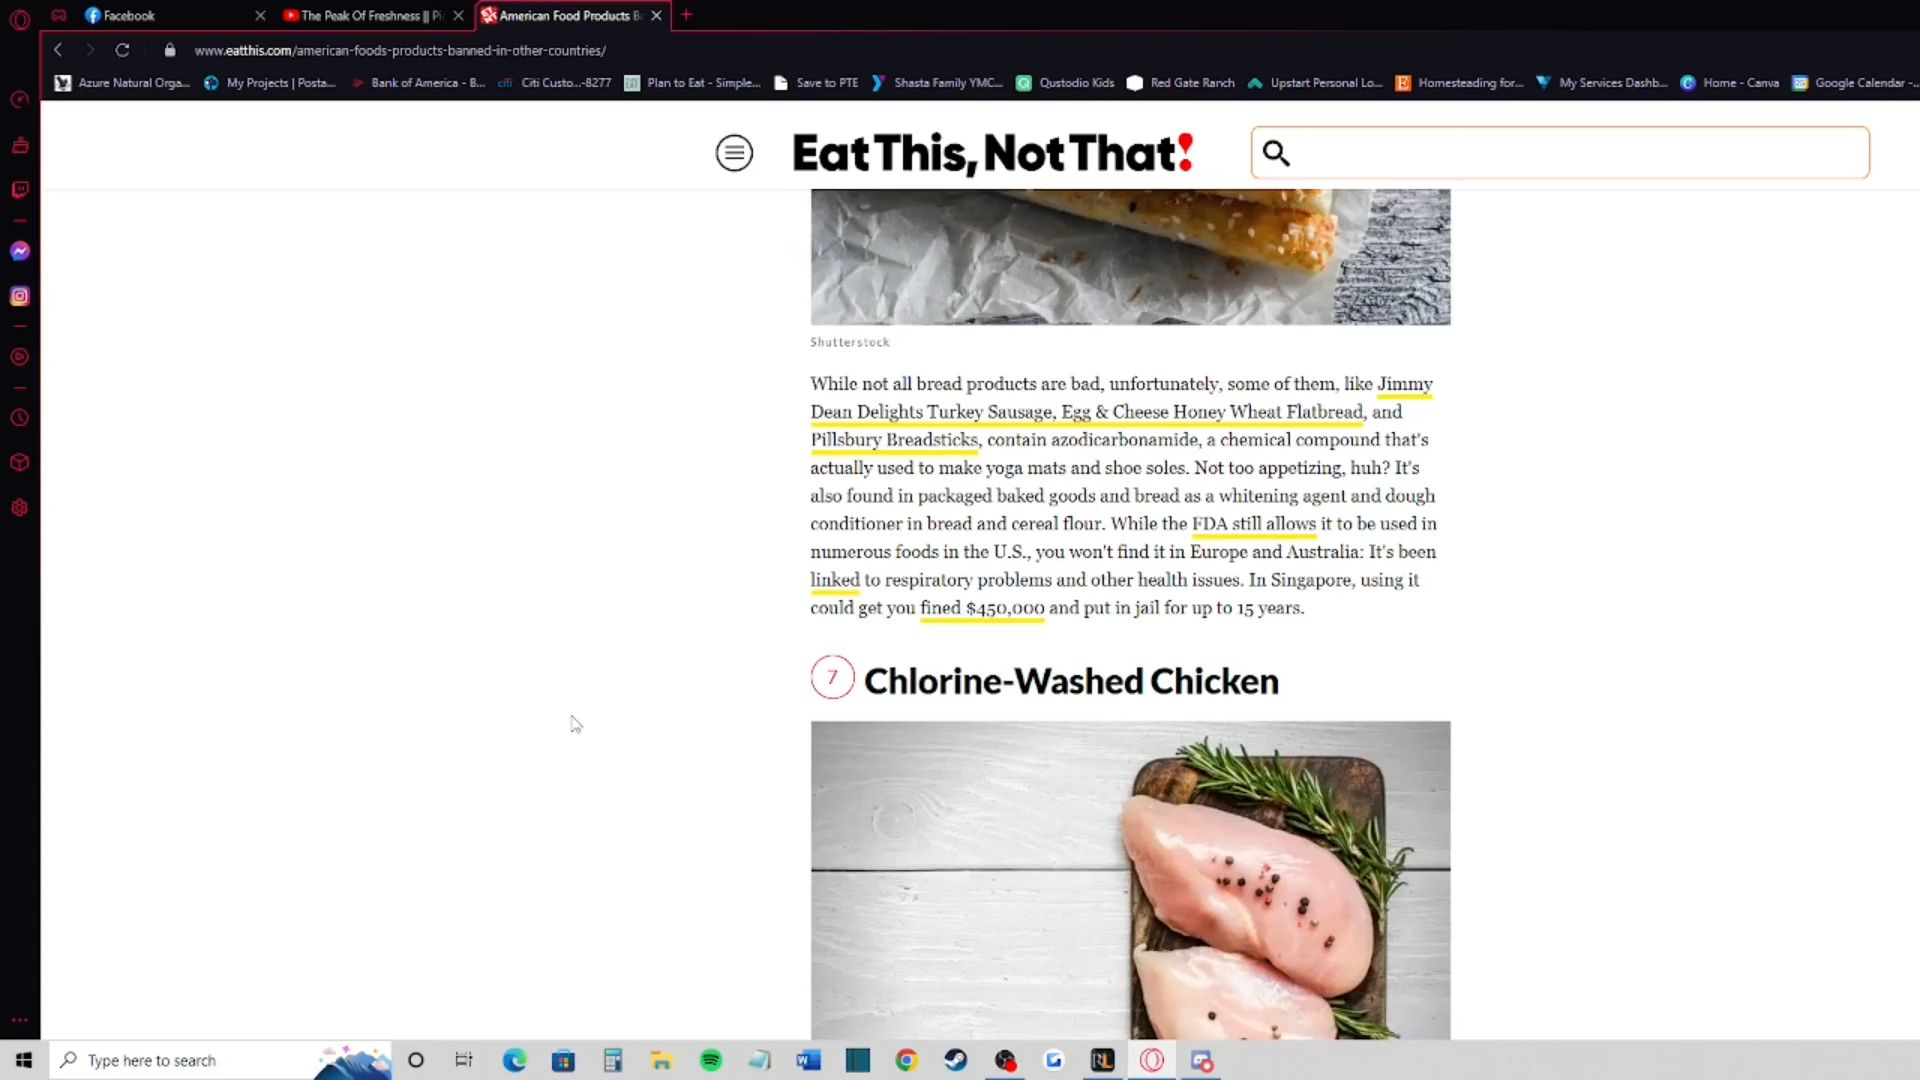 Facebook
The Peak Of Freshness || Pi
American Food Products B
www.eatthis.com/american-foods-products-banned-in-other-countries/
Azure Natural Orga...
My Projects | Posta...
Bank of America - B...
citi
Citi Custo...-8277
Plan to Eat - Simple...
Save to PTE
Shasta Family YMC...
Qustodio Kids
Red Gate Ranch
Upstart Personal Lo...
Homesteading for...
My Services Dashb...
Home - Canva
Google Calendar -...
Eat This, Not That!
Shutterstock
While not all bread products are bad, unfortunately, some of them, like Jimmy
Dean Delights Turkey Sausage, Egg & Cheese Honey Wheat Flatbread, and
Pillsbury Breadsticks, contain azodicarbonamide, a chemical compound that's
actually used to make yoga mats and shoe soles. Not too appetizing, huh? It's
also found in packaged baked goods and bread as a whitening agent and dough
conditioner in bread and cereal flour. While the FDA still allows it to be used in
numerous foods in the U.S., you won't find it in Europe and Australia: It's been
linked to respiratory problems and other health issues. In Singapore, using it
could get you fined $450,000 and put in jail for up to 15 years.
7 Chlorine-Washed Chicken
Type here to search